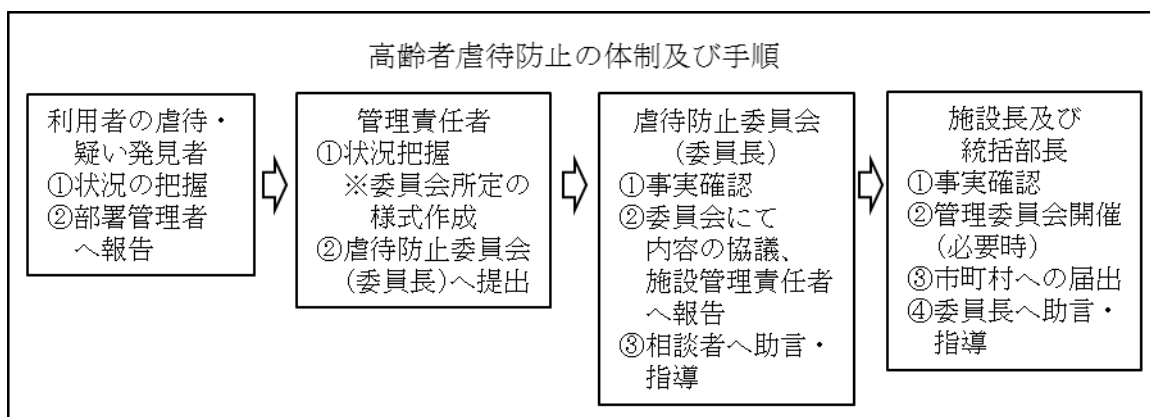 高齢者虐待防止の体制及び手順
利用者の虐待・
疑い発見者
①状況の把握
②部署管理者
へ報告
管理責任者
①状況把握
※委員会所定の
様式作成
②虐待防止委員会
(委員長)へ提出
虐待防止委員会
(委員長)
①事実確認
②委員会にて
内容の協議、
施設管理責任者
へ報告
③相談者へ助言・
指導
施設長及び
統括部長
①事実確認
②管理委員会開催
(必要時)
③市町村への届出
④委員長へ助言・
指導